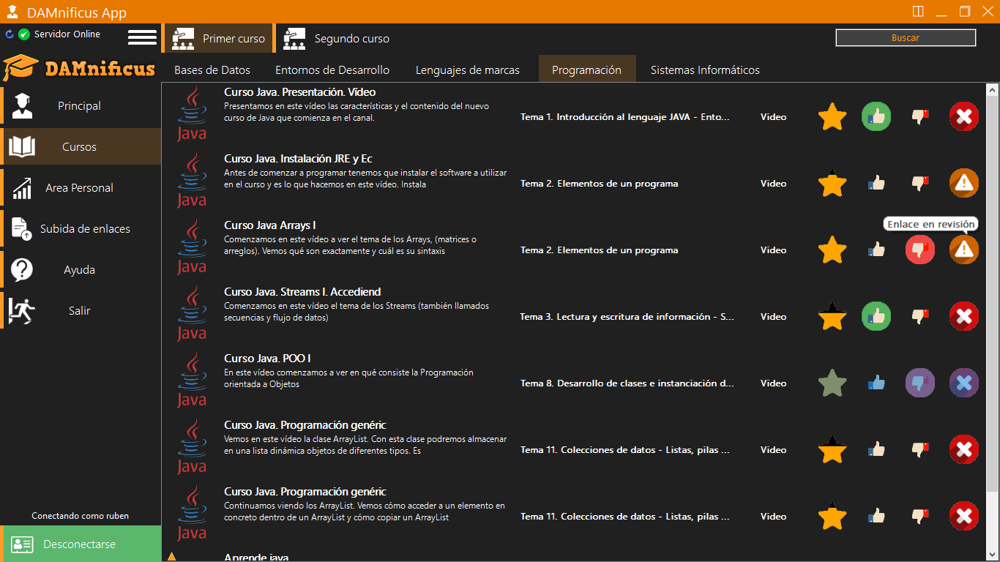 DAMnificus App
Servidor Online
Primer curso
Segundo curso
Buscar
DAMnificus
Bases de Datos
Entornos de Desarrollo
Lenguajes de marcas
Programación
Sistemas Informáticos
Principal
Cursos
Area Personal
Subida de enlaces
Ayuda
Salir
Conectando como ruben
Desconectarse
Java
Curso Java. Presentación. Vídeo
Presentamos en este vídeo las características y el contenido del nuevo
curso de Java que comienza en el canal.
Tema 1. Introducción al lenguaje JAVA - Ento...
Video
Java
Curso Java. Instalación JRE y Ec
Antes de comenzar a programar tenemos que instalar el software a utilizar
en el curso y es lo que hacemos en este vídeo. Instala
Tema 2. Elementos de un programa
Video
Java
Curso Java Arrays I
Comenzamos en este vídeo a ver el tema de los Arrays, (matrices o
arreglos). Vemos qué son exactamente y cuál es su sintaxis
Tema 2. Elementos de un programa
Video
Enlace en revisión
Java
Curso Java. Streams I. Accediend
Comenzamos en este vídeo el tema de los Streams (también llamados
secuencias y flujo de datos)
Tema 3. Lectura y escritura de información - S...
Video
Java
Curso Java. POO I
En este vídeo comenzamos a ver en qué consiste la Programación
orientada a Objetos
Tema 8. Desarrollo de clases e instanciación d...
Video
Java
Curso Java. Programación genéric
Vemos en este vídeo la clase ArrayList. Con esta clase podremos almacenar
en una lista dinámica objetos de diferentes tipos. Es
Tema 11. Colecciones de datos - Listas, pilas ...
Video
Java
Curso Java. Programación genéric
Continuamos viendo los ArrayList. Vemos cómo acceder a un elemento en
concreto dentro de un ArrayList y cómo copiar un ArrayList
Tema 11. Colecciones de datos - Listas, pilas ...
Video
Aprende java